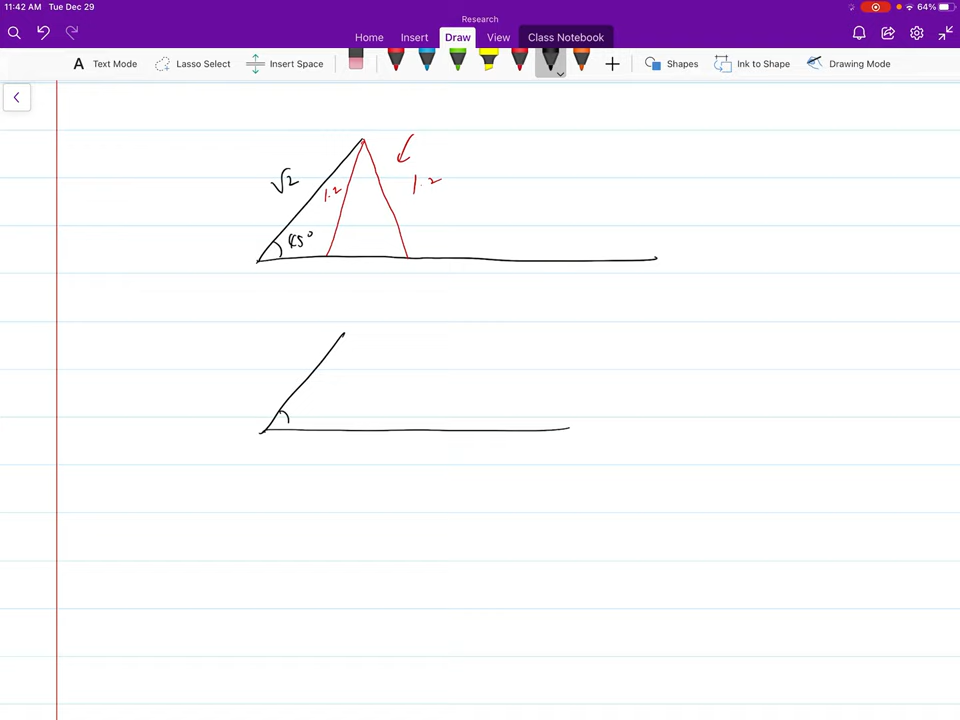 11:42 AM Tue Dec 29
64%
Research
Home Insert Draw View Class Notebook
Text Mode Lasso Select Insert Space Shapes Ink to Shape Drawing Mode
√2
1.2
1.2
45°